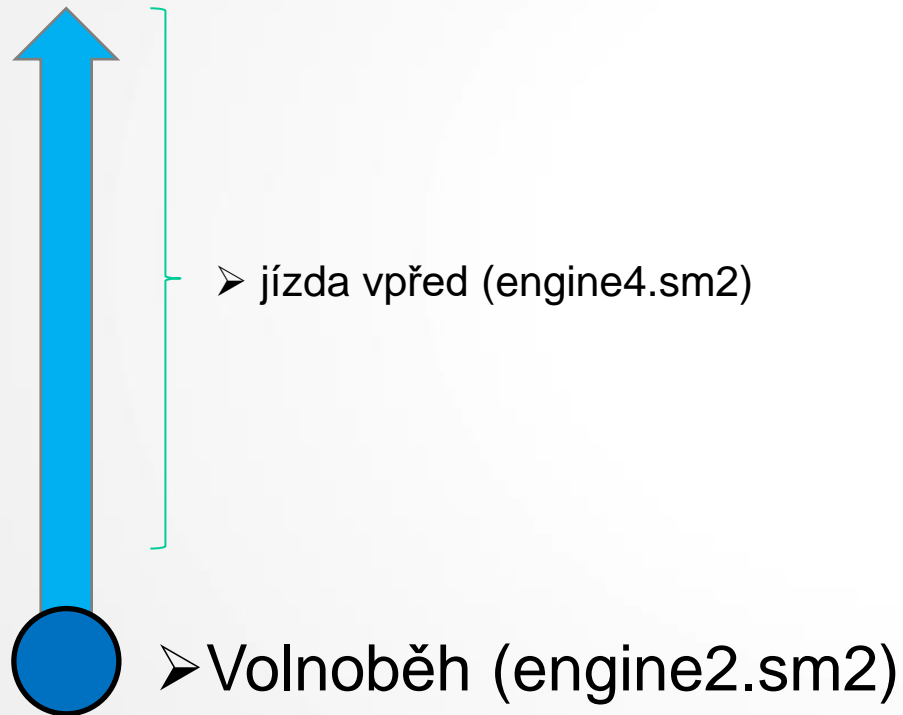 ➢ jízda vpřed (engine4.sm2)
➢Volnoběh (engine2.sm2)